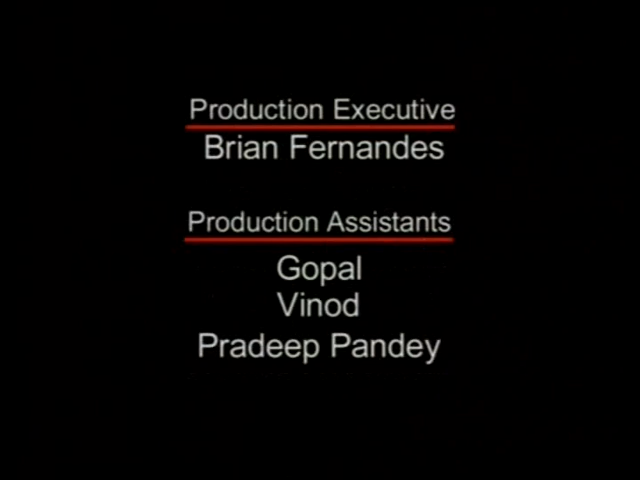 Production Executive
Brian Fernandes
Production Assistants
Gopal
Vinod
Pradeep Pandey